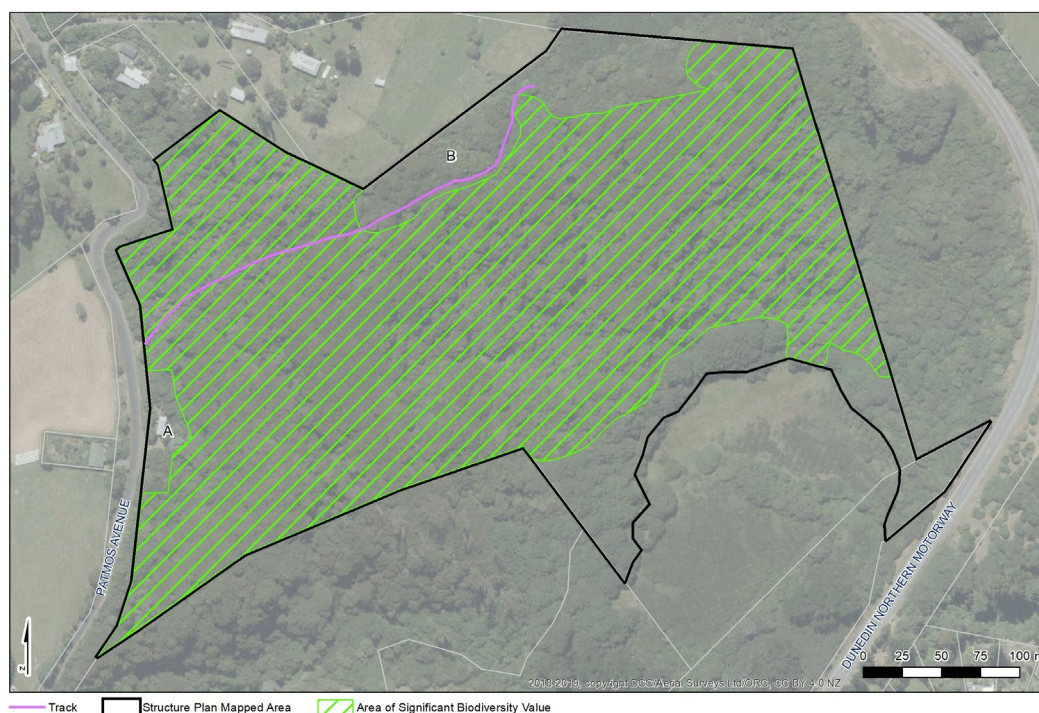 B
A
PATMOS AVENUE
DUNEDIN NORTHERN MOTORWAY
N
0 25 50 75 100 m
2018-2019, copyright DCC/Aerial Surveys Ltd/ORC, CC BY 4.0 NZ
Track Structure Plan Mapped Area Area of Significant Biodiversity Value